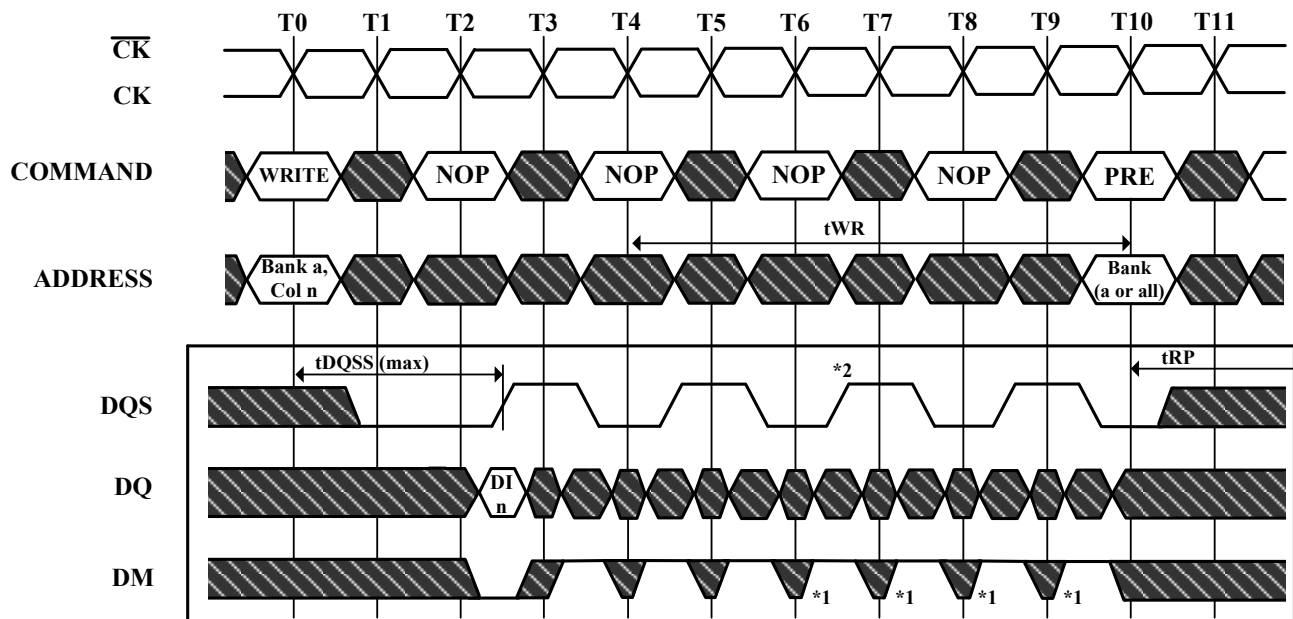 T0 T1 T2 T3 T4 T5 T6 T7 T8 T9 T10 T11
CK
CK
COMMAND WRITE NOP NOP NOP NOP PRE
tWR
ADDRESS Bank a, Col n Bank (a or all)
tDQSS (max) *2 tRP
DQS
DQ DI n
DM *1 *1 *1 *1